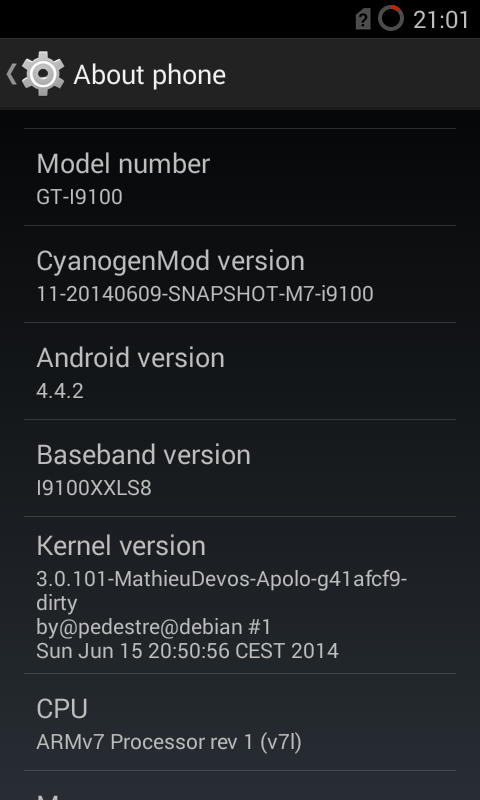 21:01
About phone
Model number
GT-I9100
CyanogenMod version
11-20140609-SNAPSHOT-M7-i9100
Android version
4.4.2
Baseband version
I9100XXLS8
Kernel version
3.0.101-MathieuDevos-Apolo-g41afcf9-
dirty
by@pedestre@debian #1
Sun Jun 15 20:50:56 CEST 2014
CPU
ARMv7 Processor rev 1 (v7l)